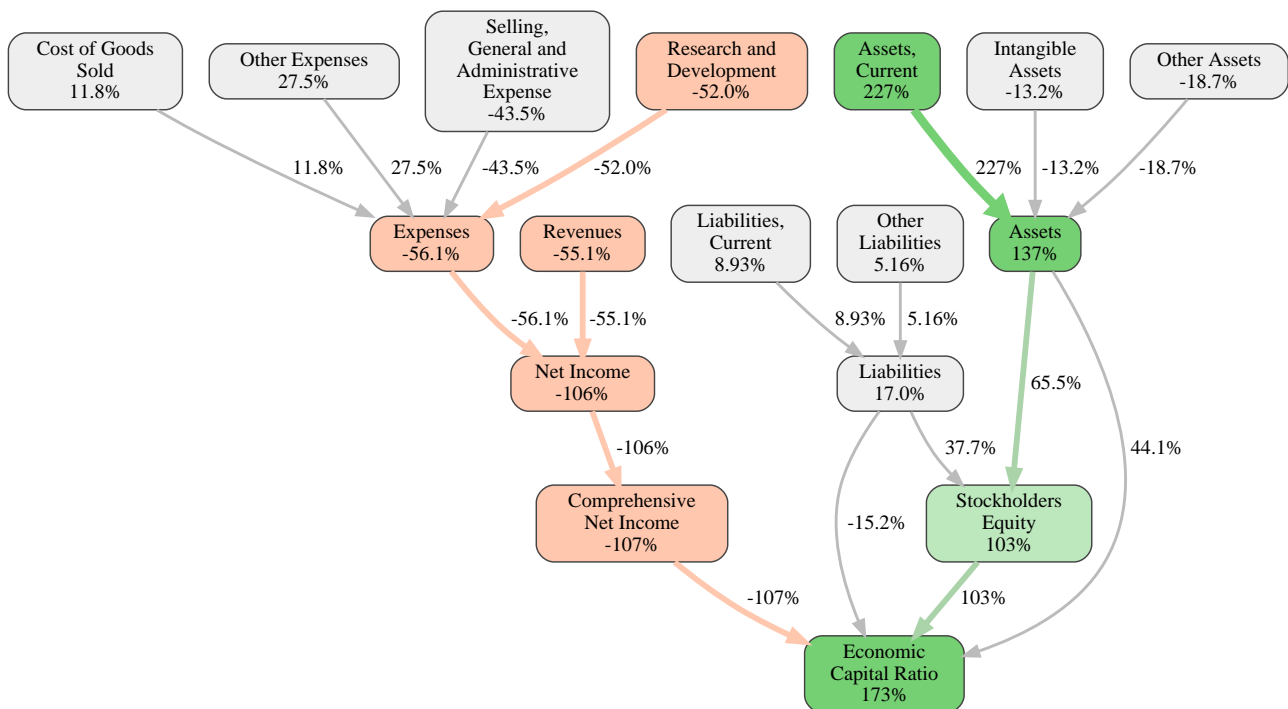 Cost of Goods
Sold
11.8%
Other Expenses
27.5%
Selling,
General and
Administrative
Expense
-43.5%
Research and
Development
-52.0%
Assets,
Current
227%
Intangible
Assets
-13.2%
Other Assets
-18.7%
11.8%
27.5%
-43.5%
-52.0%
227%
-13.2%
-18.7%
Expenses
-56.1%
Revenues
-55.1%
Liabilities,
Current
8.93%
Other
Liabilities
5.16%
Assets
137%
-56.1%
-55.1%
8.93%
5.16%
Net Income
-106%
Liabilities
17.0%
65.5%
-106%
37.7%
44.1%
Comprehensive
Net Income
-107%
-15.2%
Stockholders
Equity
103%
-107%
103%
Economic
Capital Ratio
173%